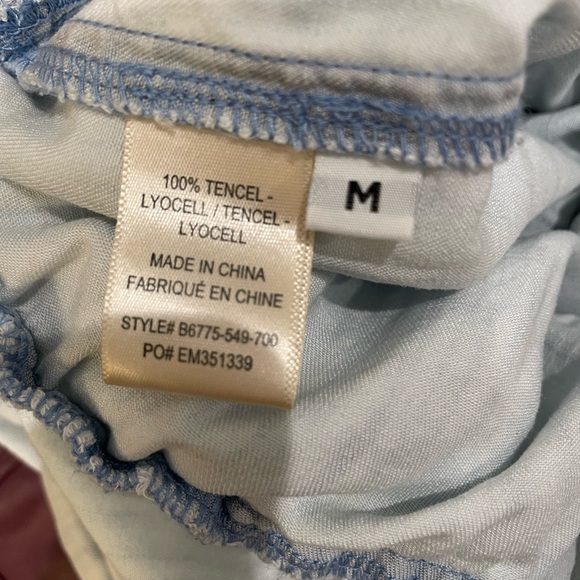 100% TENCEL -
LYOCELL / TENCEL -
LYOCELL
MADE IN CHINA
FABRIQUÉ EN CHINE
STYLE# B6775-549-700
PO# EM351339
M